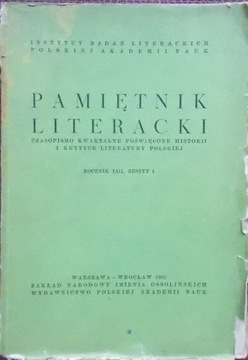 INSTYTUT BADAŃ LITERACKICH
POLSKIEJ AKADEMII NAUK
PAMIĘTNIK
LITERACKI
CZASOPISMO KWARTALNE POŚWIĘCONE HISTORII
I KRYTYCE LITERATURY POLSKIEJ
ROCZNIK LIII, ZESZYT 4
WARSZAWA — WROCŁAW 1962
ZAKŁAD NARODOWY IMIENIA OSSOLIŃSKICH
WYDAWNICTWO POLSKIEJ AKADEMII NAUK